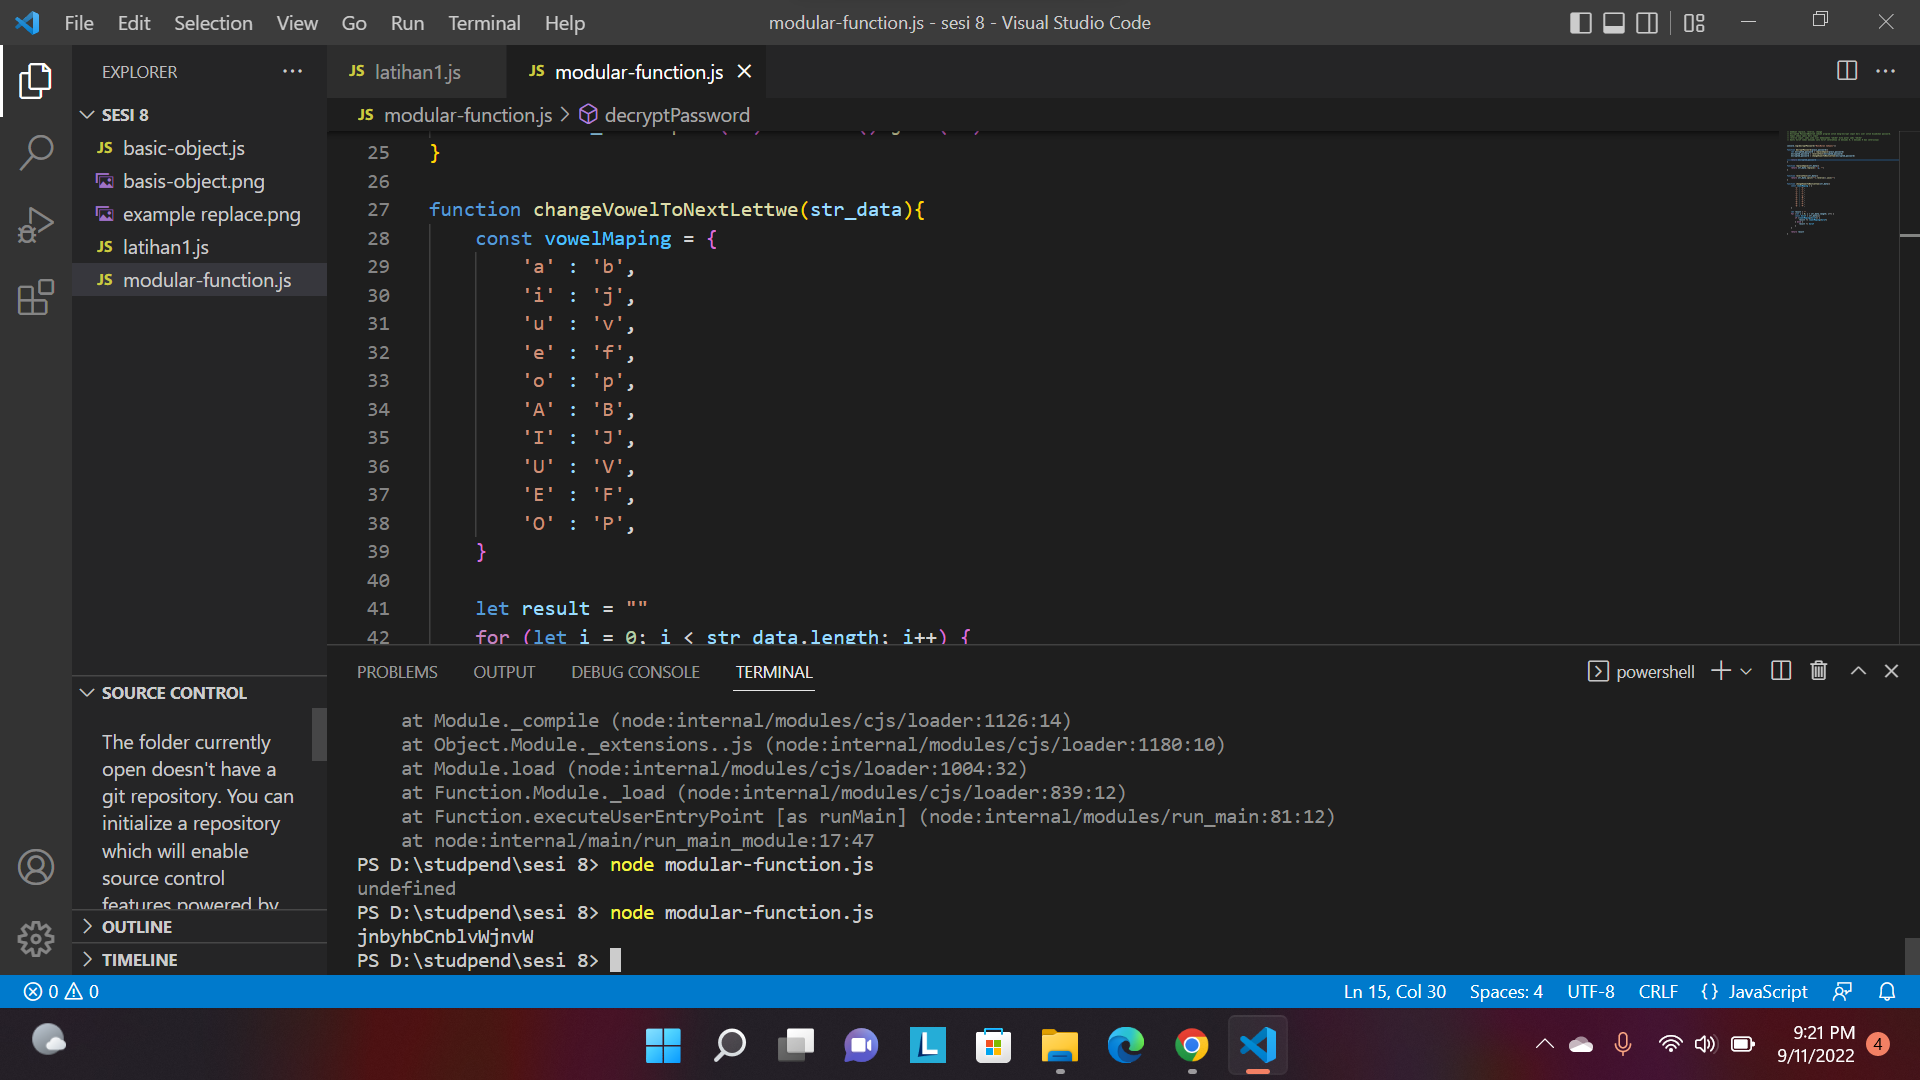 File Edit Selection View Go Run Terminal Help
modular-function.js - sesi 8 - Visual Studio Code
EXPLORER
SESI 8
JS basic-object.js
basis-object.png
example replace.png
JS latihan1.js
JS modular-function.js
SOURCE CONTROL
The folder currently
open doesn't have a
git repository. You can
initialize a repository
which will enable
source control
features powered by
OUTLINE
TIMELINE
JS latihan1.js
JS modular-function.js
JS modular-function.js > decryptPassword
25 }
26
27 function changeVowelToNextLettwe(str_data){
28 const vowelMaping = {
29 'a' : 'b',
30 'i' : 'j',
31 'u' : 'v',
32 'e' : 'f',
33 'o' : 'p',
34 'A' : 'B',
35 'I' : 'J',
36 'U' : 'V',
37 'E' : 'F',
38 'O' : 'P',
39 }
40
41 let result = ""
42 for (let i = 0; i < str_data.length; i++) {
PROBLEMS OUTPUT DEBUG CONSOLE TERMINAL
powershell
at Module._compile (node:internal/modules/cjs/loader:1126:14)
at Object.Module._extensions..js (node:internal/modules/cjs/loader:1180:10)
at Module.load (node:internal/modules/cjs/loader:1004:32)
at Function.Module._load (node:internal/modules/cjs/loader:839:12)
at Function.executeUserEntryPoint [as runMain] (node:internal/modules/run_main:81:12)
at node:internal/main/run_main_module:17:47
PS D:\studpend\sesi 8> node modular-function.js
undefined
PS D:\studpend\sesi 8> node modular-function.js
jnbyhbCnblvWjnvW
PS D:\studpend\sesi 8>
0 0
Ln 15, Col 30 Spaces: 4 UTF-8 CRLF {} JavaScript
L
9:21 PM
9/11/2022
4